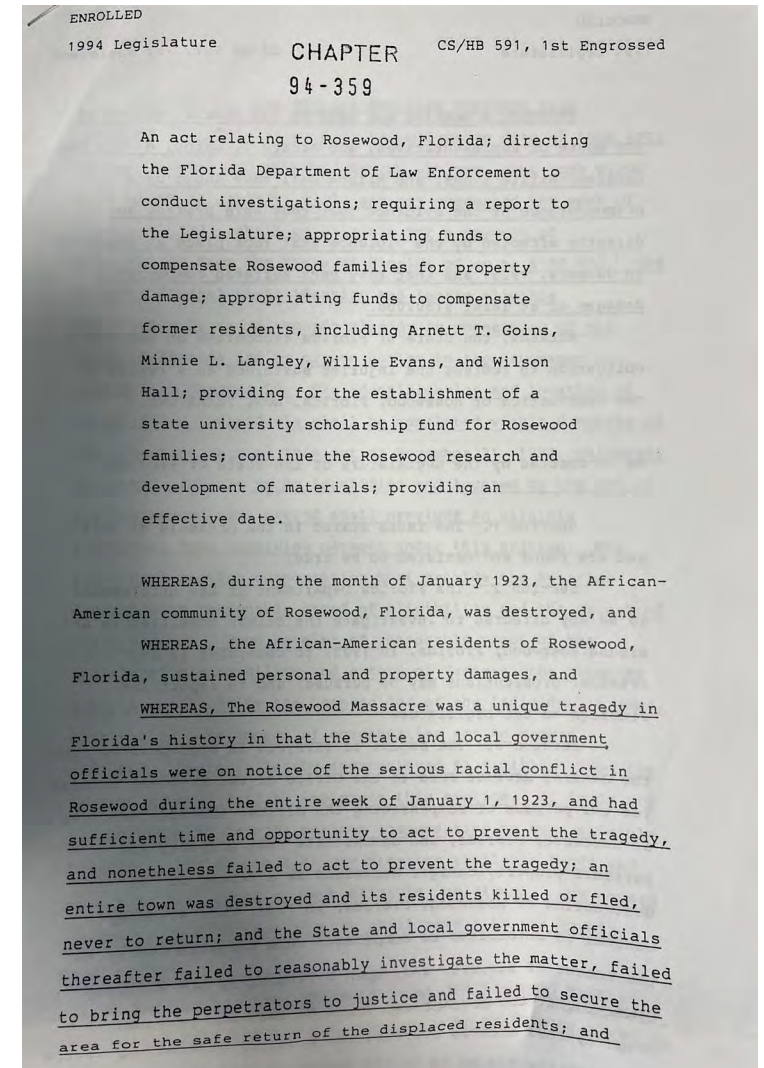 ENROLLED
1994 Legislature CHAPTER CS/HB 591, 1st Engrossed
94-359
An act relating to Rosewood, Florida; directing
the Florida Department of Law Enforcement to
conduct investigations; requiring a report to
the Legislature; appropriating funds to
compensate Rosewood families for property
damage; appropriating funds to compensate
former residents, including Arnett T. Goins,
Minnie L. Langley, Willie Evans, and Wilson
Hall; providing for the establishment of a
state university scholarship fund for Rosewood
families; continue the Rosewood research and
development of materials; providing an
effective date.
WHEREAS, during the month of January 1923, the African-
American community of Rosewood, Florida, was destroyed, and
WHEREAS, the African-American residents of Rosewood,
Florida, sustained personal and property damages, and
WHEREAS, The Rosewood Massacre was a unique tragedy in
Florida's history in that the State and local government
officials were on notice of the serious racial conflict in
Rosewood during the entire week of January 1, 1923, and had
sufficient time and opportunity to act to prevent the tragedy,
and nonetheless failed to act to prevent the tragedy; an
entire town was destroyed and its residents killed or fled,
never to return; and the State and local government officials
thereafter failed to reasonably investigate the matter, failed
to bring the perpetrators to justice and failed to secure the
area for the safe return of the displaced residents; and